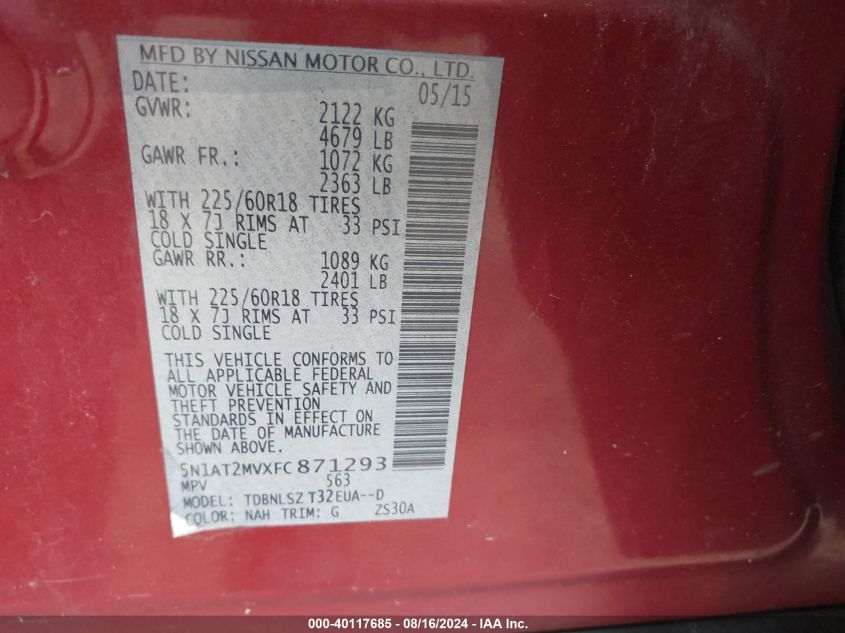 MFD BY NISSAN MOTOR CO., LTD.
DATE: 05/15
GVWR: 2122 KG
4679 LB
GAWR FR.: 1072 KG
2363 LB
WITH 225/60R18 TIRES
18 X 7J RIMS AT 33 PSI
COLD SINGLE
GAWR RR.: 1089 KG
2401 LB
WITH 225/60R18 TIRES
18 X 7J RIMS AT 33 PSI
COLD SINGLE
THIS VEHICLE CONFORMS TO
ALL APPLICABLE FEDERAL
MOTOR VEHICLE SAFETY AND
THEFT PREVENTION
STANDARDS IN EFFECT ON
THE DATE OF MANUFACTURE
SHOWN ABOVE.
5N1AT2MVXFC871293
MPV 563
MODEL: TDBNLSZ T32EUA--D
COLOR: NAH TRIM: G ZS30A
000-40117685 - 08/16/2024 - IAA Inc.